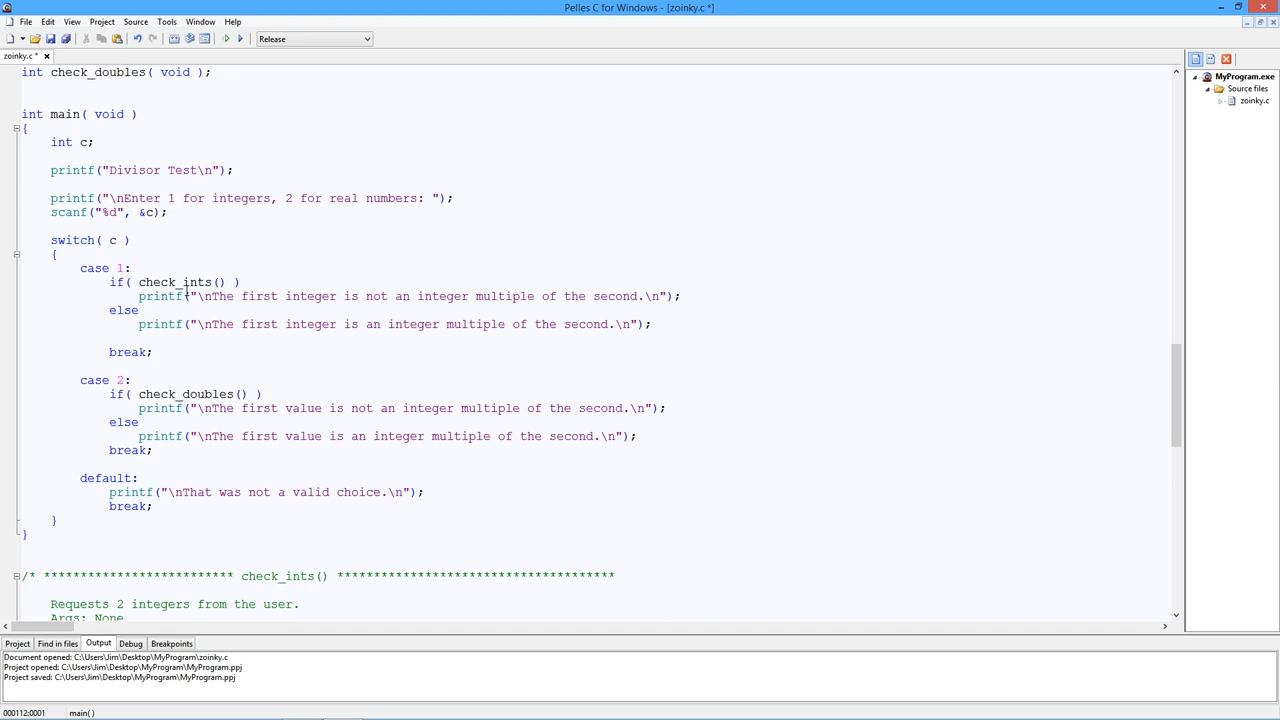 Pelles C for Windows - [zoinky.c *]
File Edit View Project Source Tools Window Help
Release
zoinky.c *
int check_doubles( void );
int main( void )
{
int c;
printf("Divisor Test\n");
printf("\nEnter 1 for integers, 2 for real numbers: ");
scanf("%d", &c);
switch( c )
{
case 1:
if( check_ints() )
printf("\nThe first integer is not an integer multiple of the second.\n");
else
printf("\nThe first integer is an integer multiple of the second.\n");
break;
case 2:
if( check_doubles() )
printf("\nThe first value is not an integer multiple of the second.\n");
else
printf("\nThe first value is an integer multiple of the second.\n");
break;
default:
printf("\nThat was not a valid choice.\n");
break;
}
}
/* ************************** check_ints() **************************************
Requests 2 integers from the user.
Args: None
MyProgram.exe
Source files
zoinky.c
Project Find in files Output Debug Breakpoints
Document opened: C:\Users\Jim\Desktop\MyProgram\zoinky.c
Project opened: C:\Users\Jim\Desktop\MyProgram\MyProgram.ppj
Project saved: C:\Users\Jim\Desktop\MyProgram\MyProgram.ppj
000112:0001 main( )